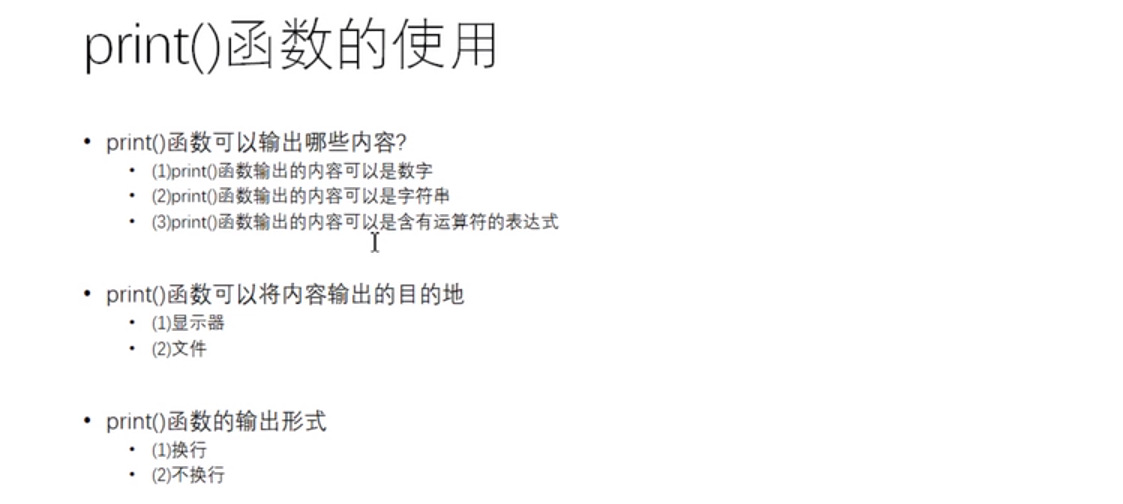 print()函数的使用
• print()函数可以输出哪些内容?
• (1)print()函数输出的内容可以是数字
• (2)print()函数输出的内容可以是字符串
• (3)print()函数输出的内容可以是含有运算符的表达式
• print()函数可以将内容输出的目的地
• (1)显示器
• (2)文件
• print()函数的输出形式
• (1)换行
• (2)不换行